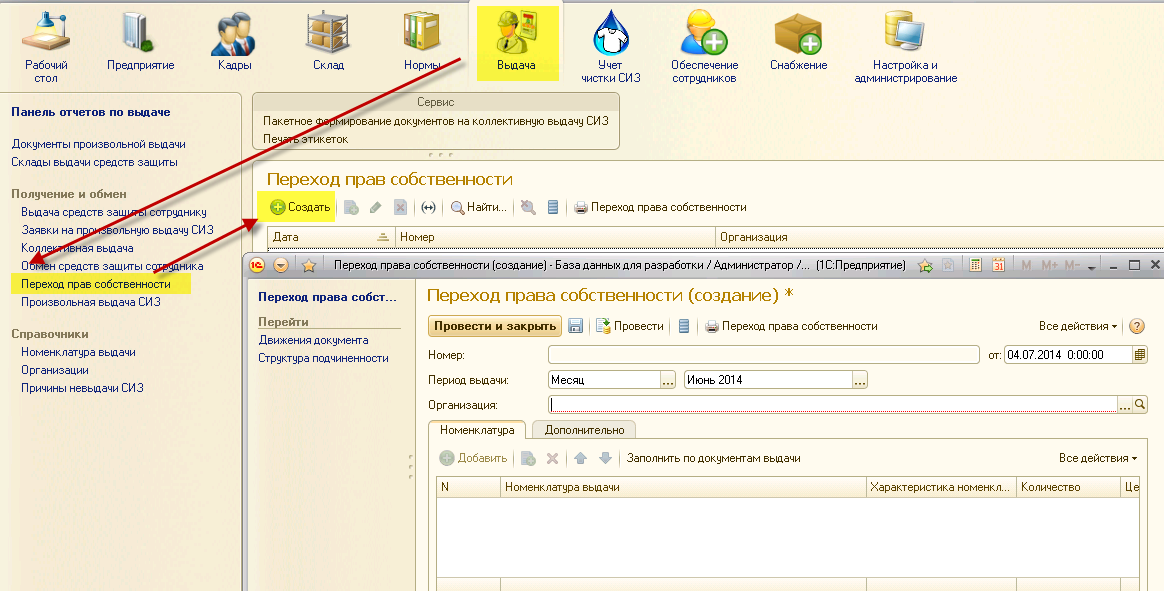 Рабочий
стол
Предприятие
Кадры
Склад
Нормы
Выдача
Учет
чистки СИЗ
Обеспечение
сотрудников
Снабжение
Настройка и
администрирование
Панель отчетов по выдаче
Документы произвольной выдачи
Склады выдачи средств защиты
Получение и обмен
Выдача средств защиты сотруднику
Заявки на произвольную выдачу СИЗ
Коллективная выдача
Обмен средств защиты сотрудника
Переход прав собственности
Произвольная выдача СИЗ
Справочники
Номенклатура выдачи
Организации
Причины невыдачи СИЗ
Сервис
Пакетное формирование документов на коллективную выдачу СИЗ
Печать этикеток
Переход прав собственности
Создать
Найти...
Переход права собственности
Дата
Номер
Организация
Переход права собственности (создание) - База данных для разработки / Администратор /... (1С:Предприятие)
31
M M+ M-
Переход права собст...
Перейти
Движения документа
Структура подчиненности
Переход права собственности (создание) *
Провести и закрыть
Провести
Переход права собственности
Все действия
?
Номер:
от: 04.07.2014 0:00:00
Период выдачи: Месяц ... Июнь 2014 ...
Организация: ...
Номенклатура
Дополнительно
Добавить
Заполнить по документам выдачи
Все действия
N
Номенклатура выдачи
Характеристика номенкл...
Количество
Це